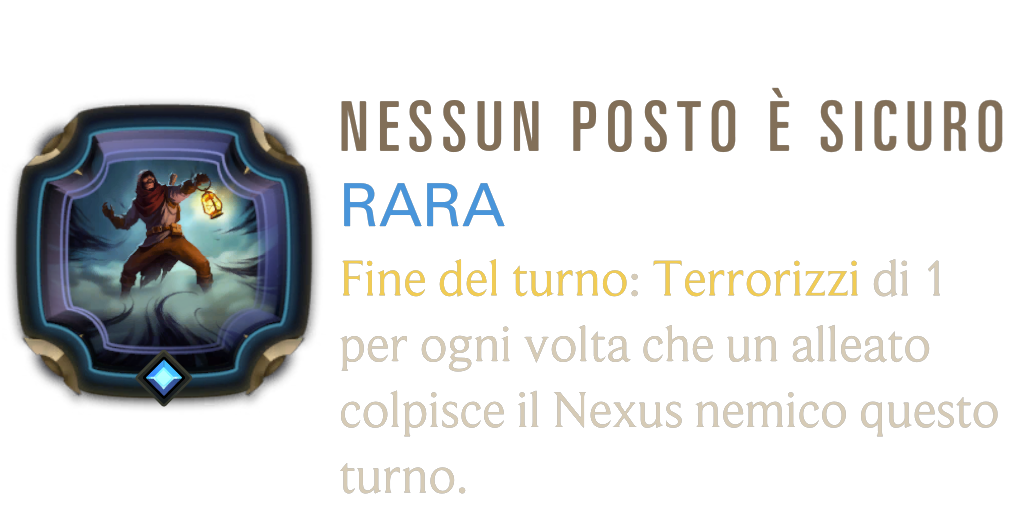 NESSUN POSTO È SICURO
RARA
Fine del turno: Terrorizzi di 1
per ogni volta che un alleato
colpisce il Nexus nemico questo
turno.